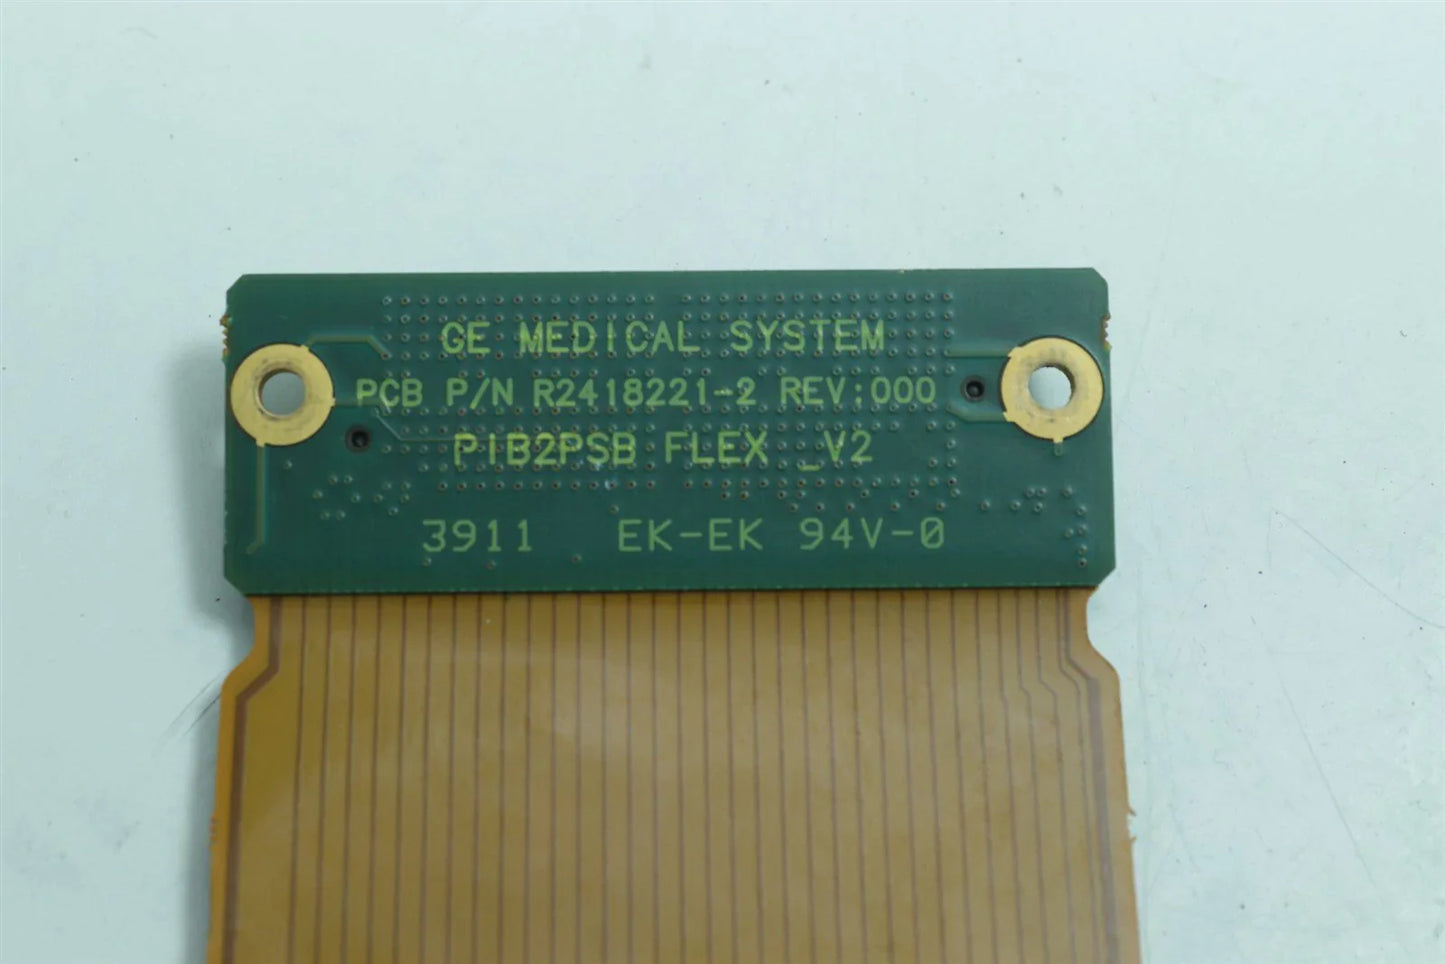 GE MEDICAL SYSTEM
PCB P/N R2418221-2 REV:000
PIB2PSB FLEX _V2
3911 EK-EK 94V-0